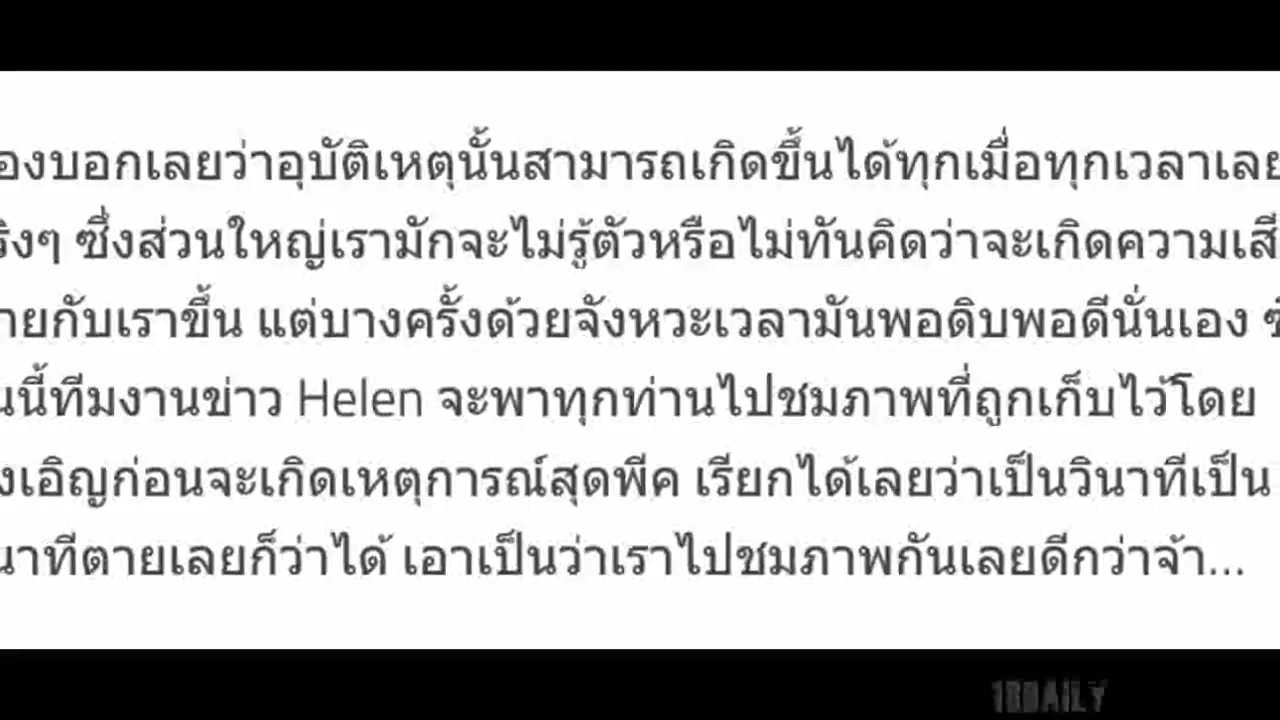 องบอกเลยว่าอุบัติเหตุนั้นสามารถเกิดขึ้นได้ทุกเมื่อทุกเวลาเลย
ริงๆ ซึ่งส่วนใหญ่เรามักจะไม่รู้ตัวหรือไม่ทันคิดว่าจะเกิดความเสี่
ายกับเราขึ้น แต่บางครั้งด้วยจังหวะเวลามันพอดิบพอดีนั่นเอง ซ
นนี้ทีมงานข่าว Helen จะพาทุกท่านไปชมภาพที่ถูกเก็บไว้โดย
งเอิญก่อนจะเกิดเหตุการณ์สุดพีค เรียกได้เลยว่าเป็นวินาทีเป็น
นาทีตายเลยก็ว่าได้ เอาเป็นว่าเราไปชมภาพกันเลยดีกว่าจ้า...